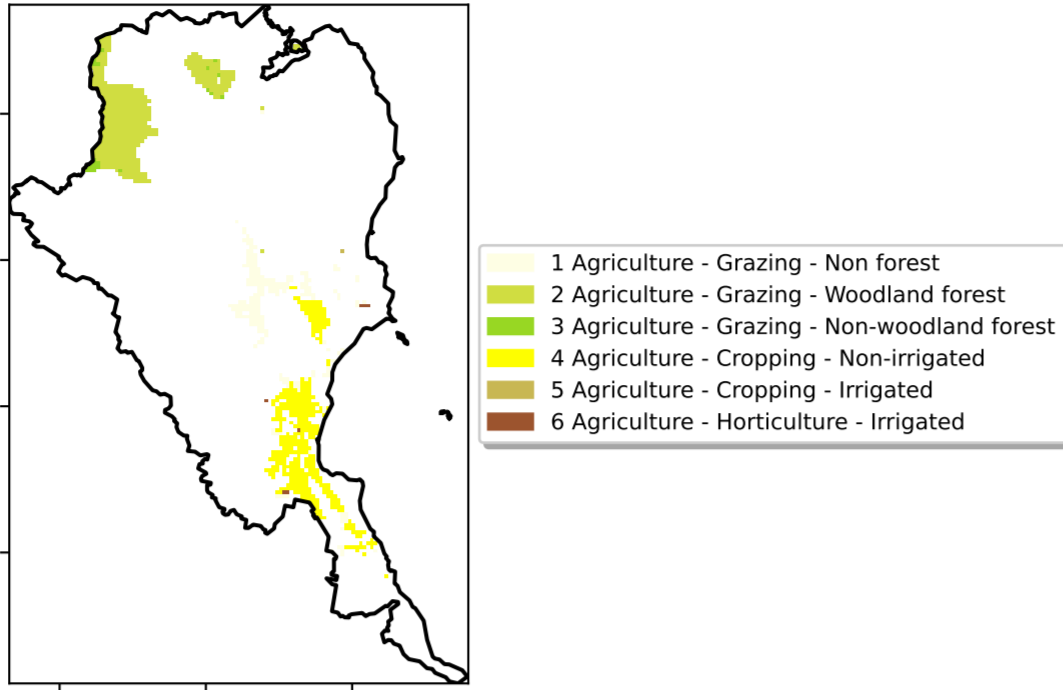 1 Agriculture - Grazing - Non forest
2 Agriculture - Grazing - Woodland forest
3 Agriculture - Grazing - Non-woodland forest
4 Agriculture - Cropping - Non-irrigated
5 Agriculture - Cropping - Irrigated
6 Agriculture - Horticulture - Irrigated